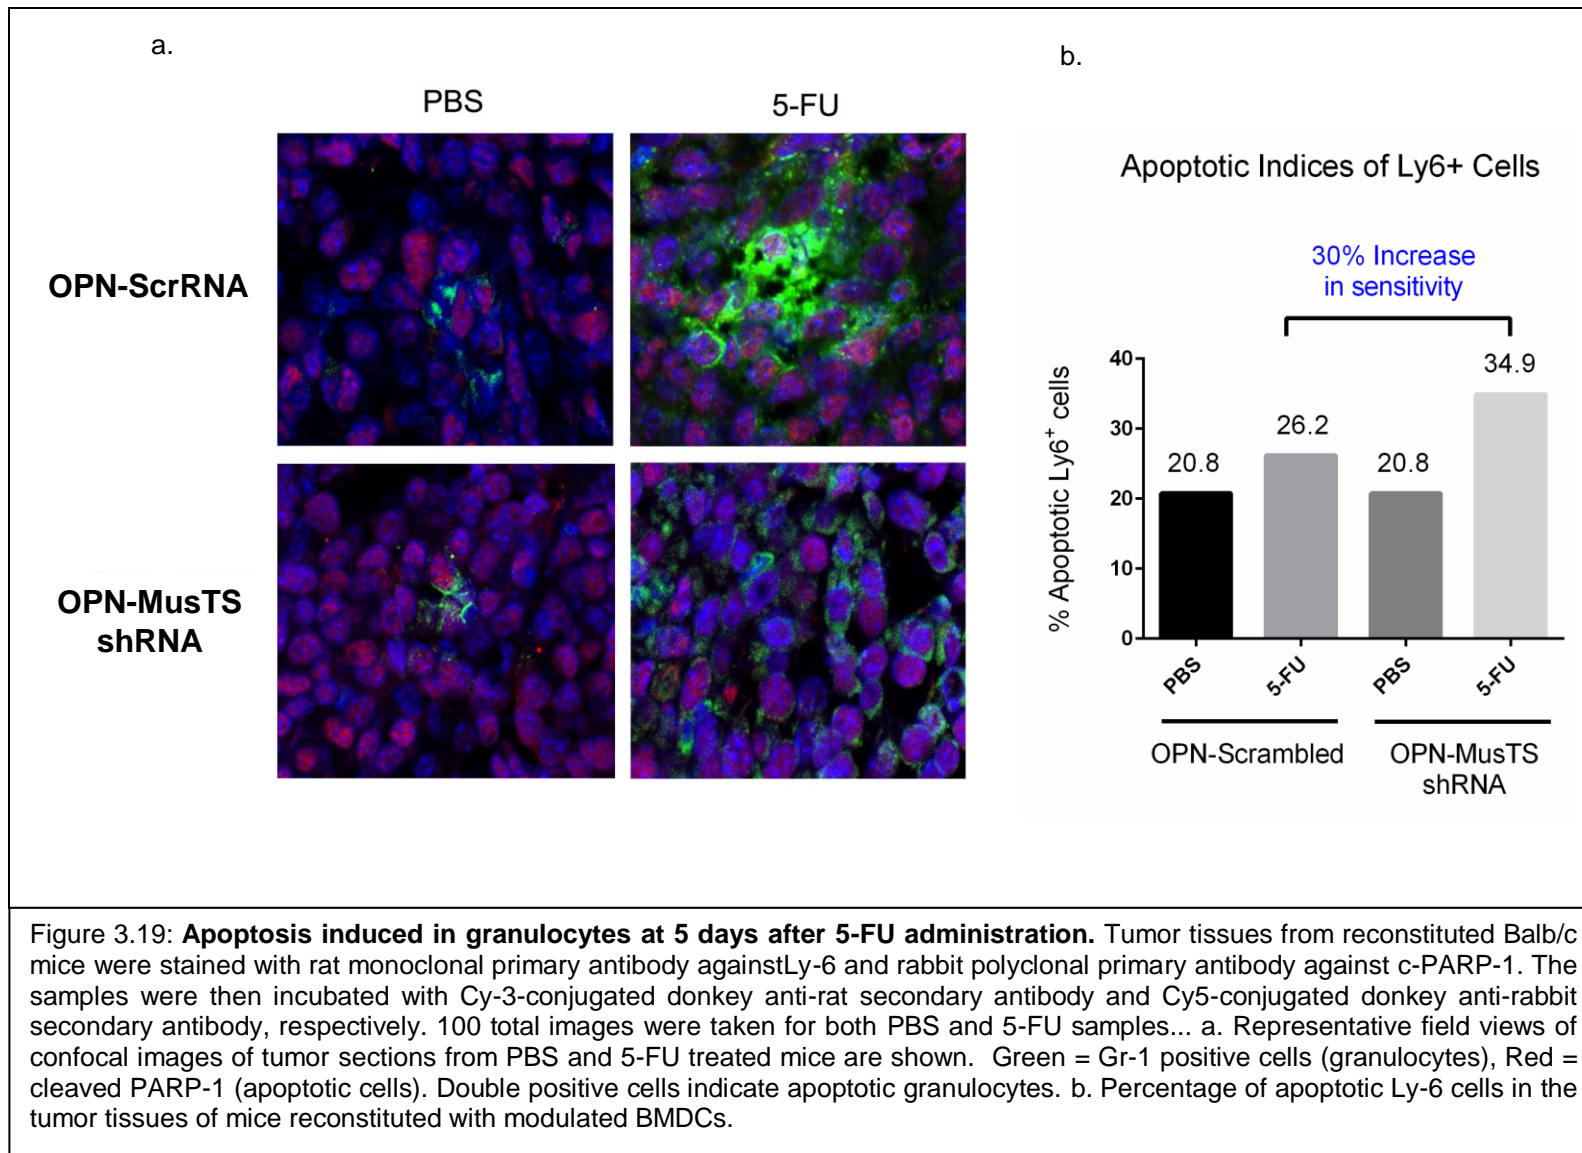 a.
PBS
5-FU
OPN-ScrRNA
OPN-MusTS
shRNA
b.
Apoptotic Indices of Ly6+ Cells
30% Increase
in sensitivity
% Apoptotic Ly6⁺ cells
40
30
20
10
0
20.8
26.2
20.8
34.9
PBS
5-FU
PBS
5-FU
OPN-Scrambled
OPN-MusTS
shRNA
Figure 3.19: Apoptosis induced in granulocytes at 5 days after 5-FU administration. Tumor tissues from reconstituted Balb/c
mice were stained with rat monoclonal primary antibody againstLy-6 and rabbit polyclonal primary antibody against c-PARP-1. The
samples were then incubated with Cy-3-conjugated donkey anti-rat secondary antibody and Cy5-conjugated donkey anti-rabbit
secondary antibody, respectively. 100 total images were taken for both PBS and 5-FU samples... a. Representative field views of
confocal images of tumor sections from PBS and 5-FU treated mice are shown. Green = Gr-1 positive cells (granulocytes), Red =
cleaved PARP-1 (apoptotic cells). Double positive cells indicate apoptotic granulocytes. b. Percentage of apoptotic Ly-6 cells in the
tumor tissues of mice reconstituted with modulated BMDCs.